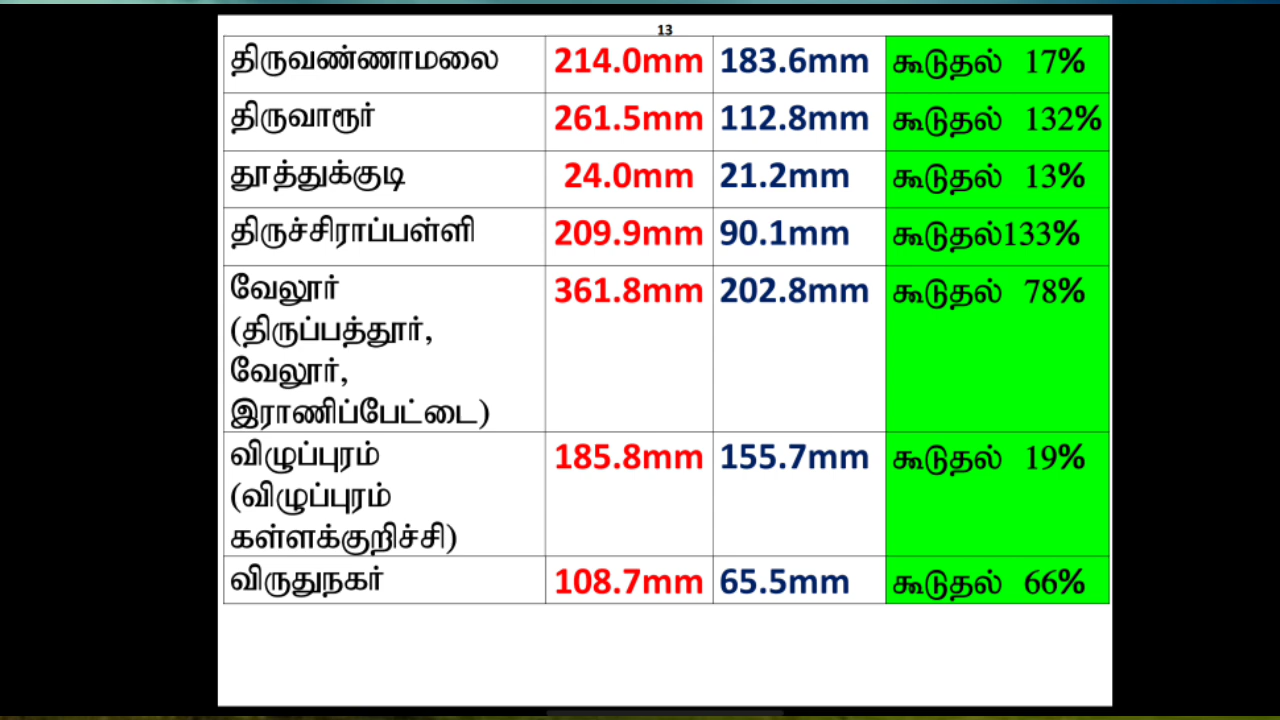 13
திருவண்ணாமலை 214.0mm 183.6mm கூடுதல் 17%
திருவாரூர் 261.5mm 112.8mm கூடுதல் 132%
தூத்துக்குடி 24.0mm 21.2mm கூடுதல் 13%
திருச்சிராப்பள்ளி 209.9mm 90.1mm கூடுதல்133%
வேலூர் 361.8mm 202.8mm கூடுதல் 78%
(திருப்பத்தூர்,
வேலூர்,
இராணிப்பேட்டை)
விழுப்புரம் 185.8mm 155.7mm கூடுதல் 19%
(விழுப்புரம்
கள்ளக்குறிச்சி)
விருதுநகர் 108.7mm 65.5mm கூடுதல் 66%